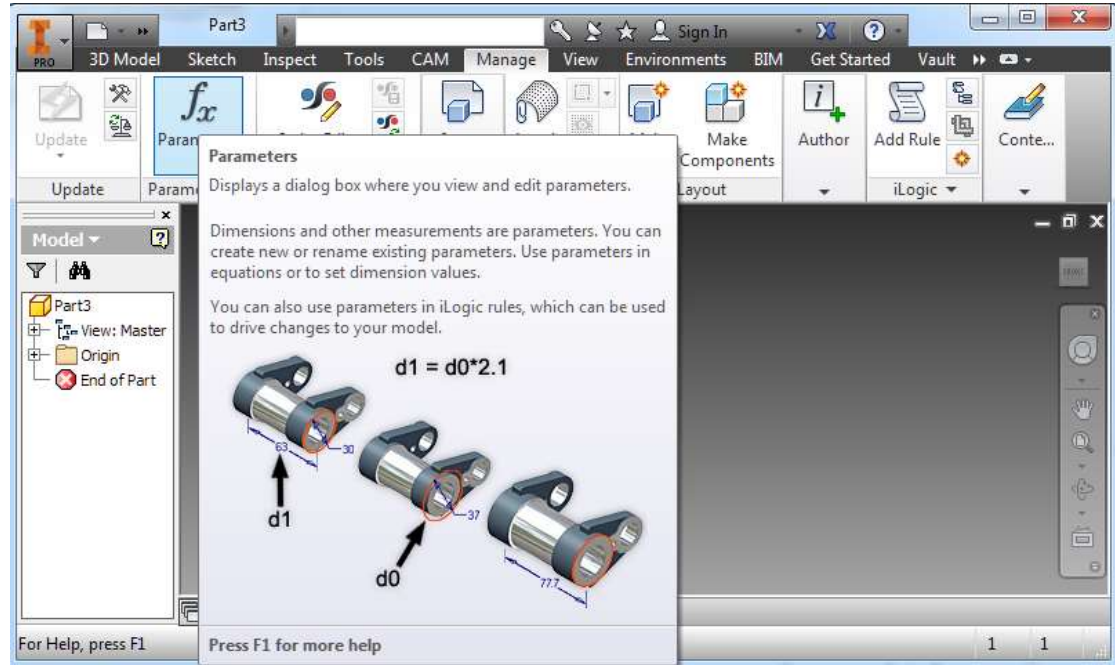 Part3
Sign In
PRO
3D Model Sketch Inspect Tools CAM Manage View Environments BIM Get Started Vault
Update
fx
Make
Components
Author
Add Rule
Conte...
Update
Layout
iLogic
Parameters
Displays a dialog box where you view and edit parameters.
Dimensions and other measurements are parameters. You can
create new or rename existing parameters. Use parameters in
equations or to set dimension values.
You can also use parameters in iLogic rules, which can be used
to drive changes to your model.
d1 = d0*2.1
63
30
d1
37
d0
77.7
Press F1 for more help
Model
Part3
View: Master
Origin
End of Part
For Help, press F1
1 1